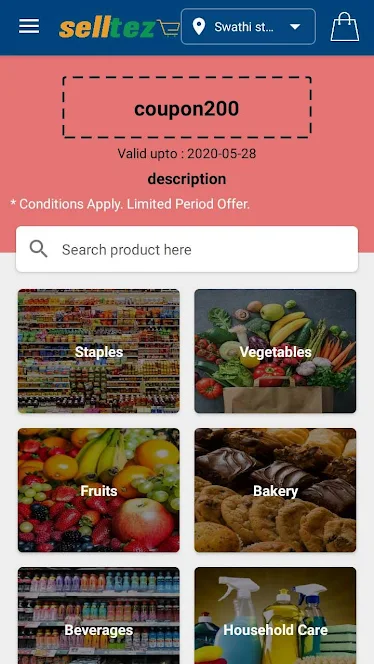 selltez
Swathi st...
coupon200
Valid upto : 2020-05-28
description
* Conditions Apply. Limited Period Offer.
Search product here
Staples
Vegetables
Fruits
Bakery
Beverages
Household Care